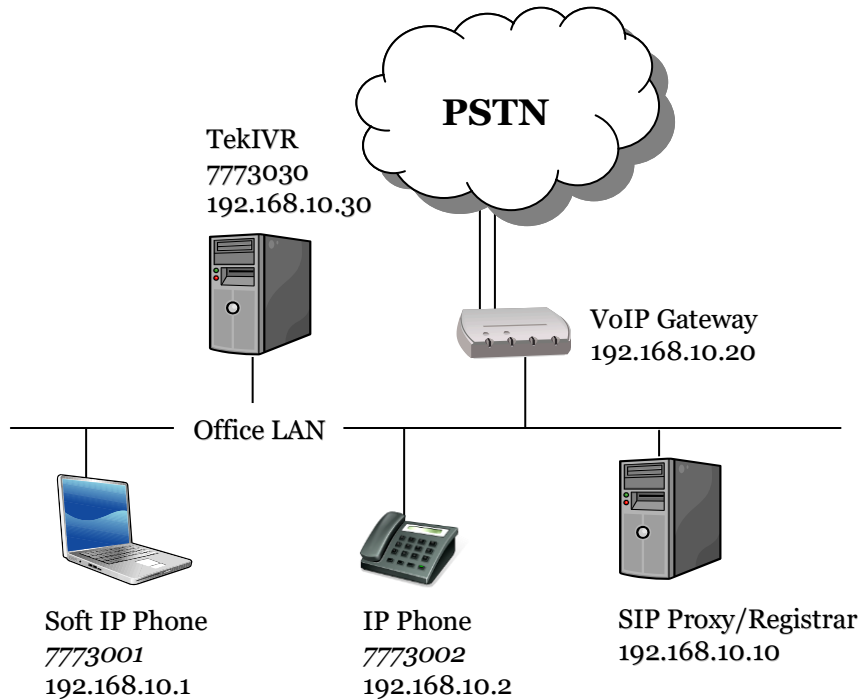 PSTN
TekIVR
7773030
192.168.10.30
VoIP Gateway
192.168.10.20
Office LAN
Soft IP Phone
7773001
192.168.10.1
IP Phone
7773002
192.168.10.2
SIP Proxy/Registrar
192.168.10.10